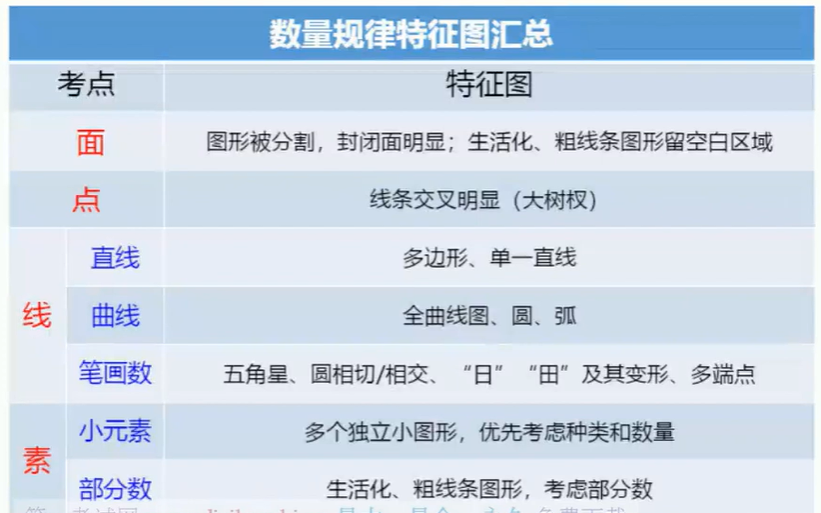 数量规律特征图汇总
考点 特征图
面 图形被分割，封闭面明显；生活化、粗线条图形留空白区域
点 线条交叉明显（大树杈）
线 直线 多边形、单一直线
曲线 全曲线图、圆、弧
笔画数 五角星、圆相切/相交、“日”“田”及其变形、多端点
素 小元素 多个独立小图形，优先考虑种类和数量
部分数 生活化、粗线条图形，考虑部分数